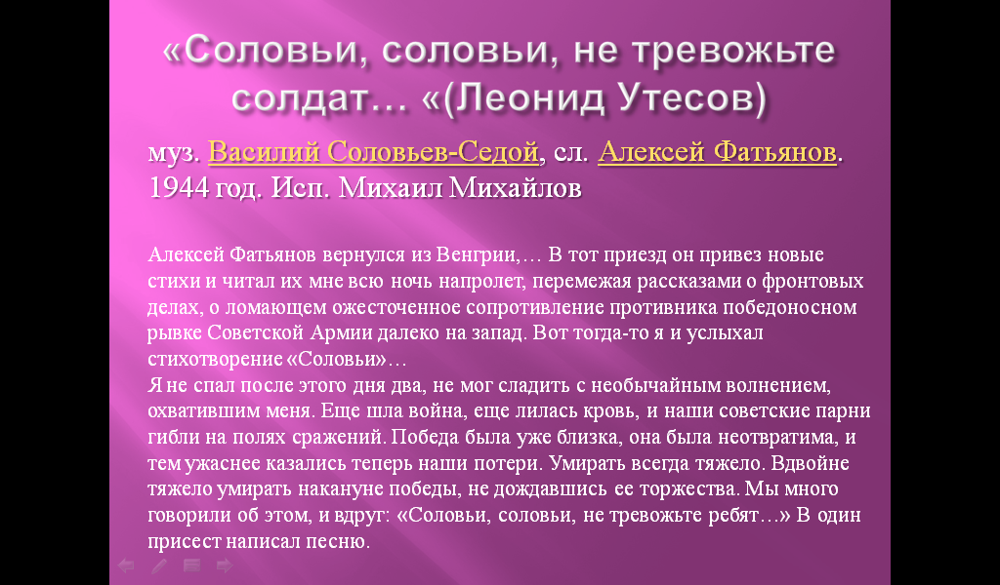 «Соловьи, соловьи, не тревожьте
солдат… «(Леонид Утесов)
муз. Василий Соловьев-Седой, сл. Алексей Фатьянов.
1944 год. Исп. Михаил Михайлов
Алексей Фатьянов вернулся из Венгрии,… В тот приезд он привез новые
стихи и читал их мне всю ночь напролет, перемежая рассказами о фронтовых
делах, о ломающем ожесточенное сопротивление противника победоносном
рывке Советской Армии далеко на запад. Вот тогда-то я и услыхал
стихотворение «Соловьи»…
Я не спал после этого дня два, не мог сладить с необычайным волнением,
охватившим меня. Еще шла война, еще лилась кровь, и наши советские парни
гибли на полях сражений. Победа была уже близка, она была неотвратима, и
тем ужаснее казались теперь наши потери. Умирать всегда тяжело. Вдвойне
тяжело умирать накануне победы, не дождавшись ее торжества. Мы много
говорили об этом, и вдруг: «Соловьи, соловьи, не тревожьте ребят…» В один
присест написал песню.